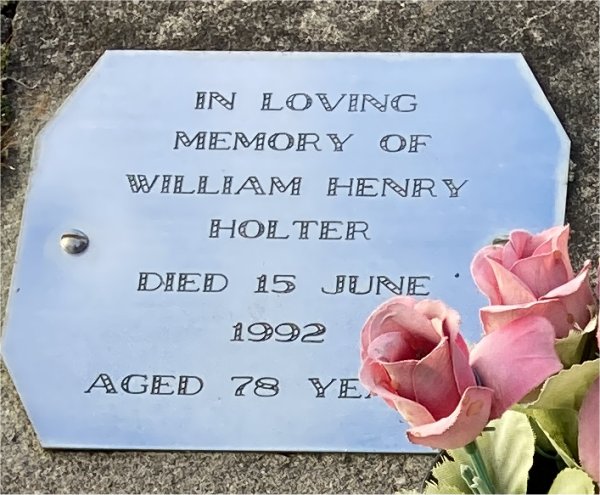 IN LOVING
MEMORY OF
WILLIAM HENRY
HOLTER
DIED 15 JUNE
1992
AGED 78